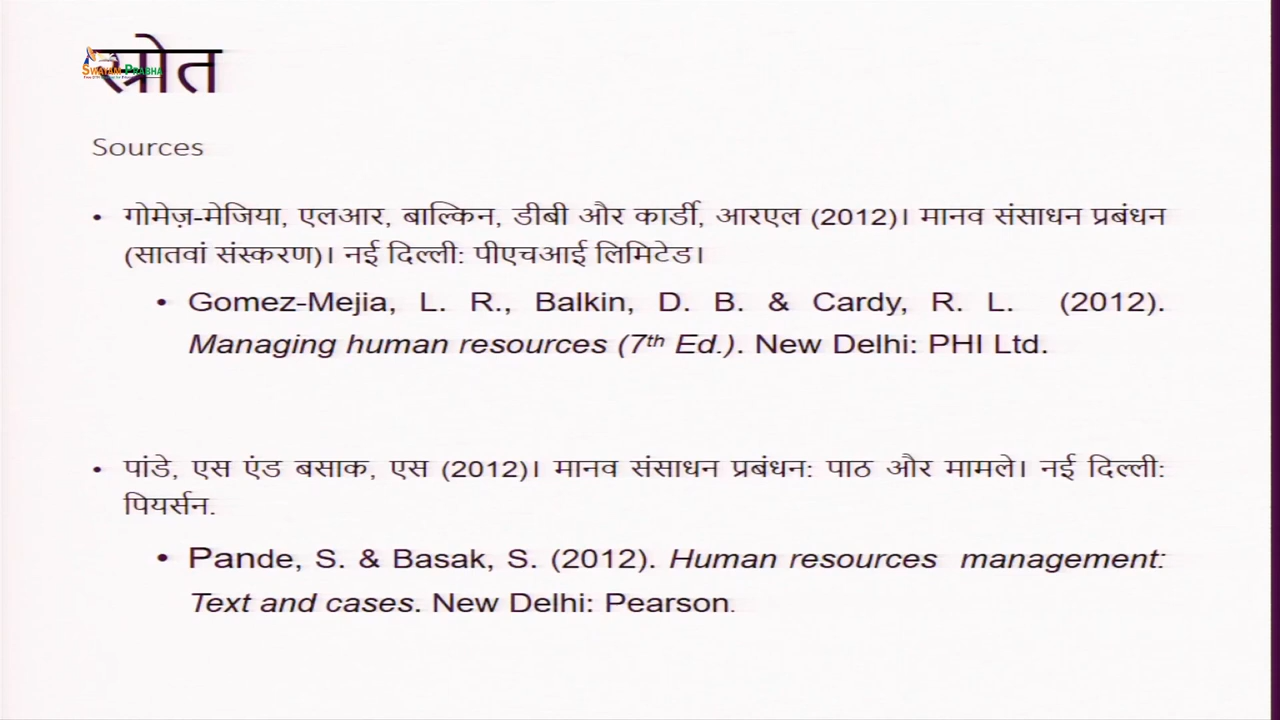 स्रोत
SWAYAM PRABHA
Sources
• गोमेज़-मेजिया, एलआर, बाल्किन, डीबी और कार्डी, आरएल (2012)। मानव संसाधन प्रबंधन
(सातवां संस्करण)। नई दिल्ली: पीएचआई लिमिटेड।
• Gomez-Mejia, L. R., Balkin, D. B. & Cardy, R. L. (2012).
Managing human resources (7th Ed.). New Delhi: PHI Ltd.
• पांडे, एस एंड बसाक, एस (2012)। मानव संसाधन प्रबंधन: पाठ और मामले। नई दिल्ली:
पियर्सन.
• Pande, S. & Basak, S. (2012). Human resources management:
Text and cases. New Delhi: Pearson.